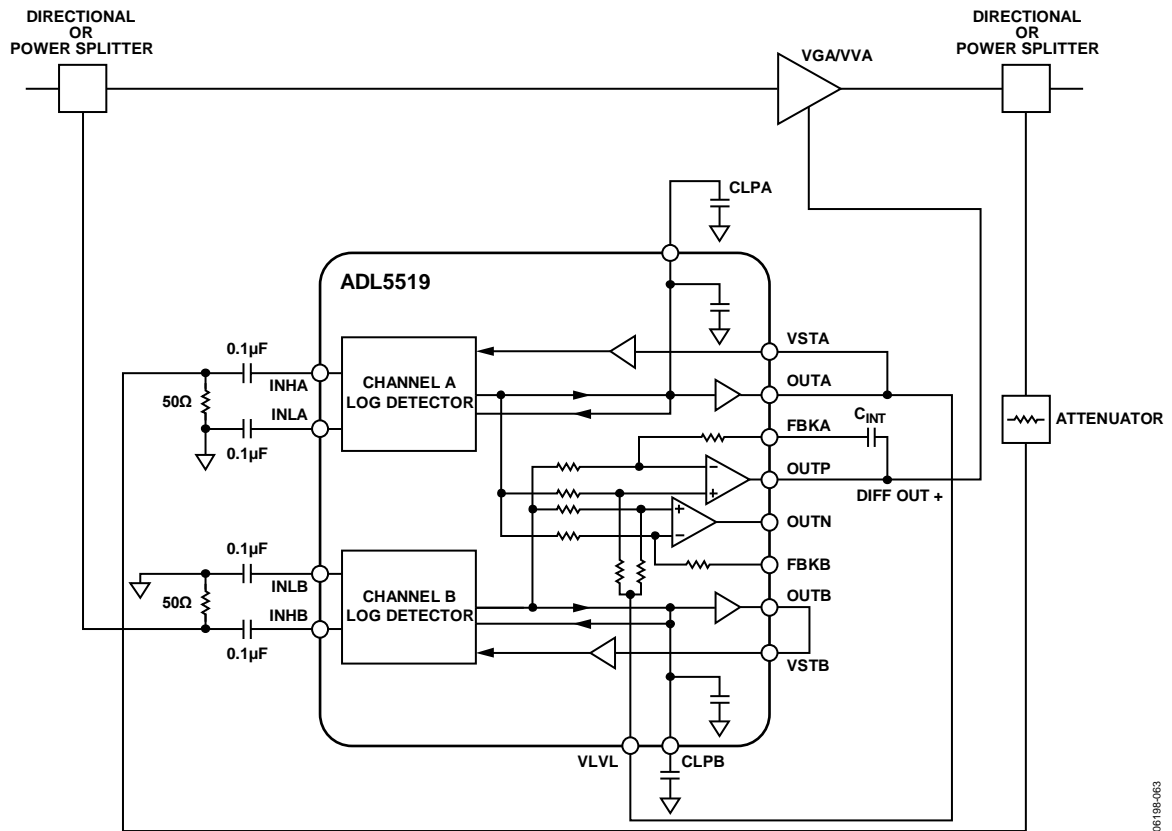 DIRECTIONAL
OR
POWER SPLITTER
DIRECTIONAL
OR
POWER SPLITTER
VGA/VVA
CLPA
ADL5519
VSTA
0.1µF
INHA
CHANNEL A
LOG DETECTOR
OUTA
50Ω
INLA
0.1µF
FBKA
CINT
ATTENUATOR
OUTP
DIFF OUT +
OUTN
0.1µF
INLB
FBKB
50Ω
CHANNEL B
LOG DETECTOR
OUTB
INHB
0.1µF
VSTB
VLVL
CLPB
06198-063